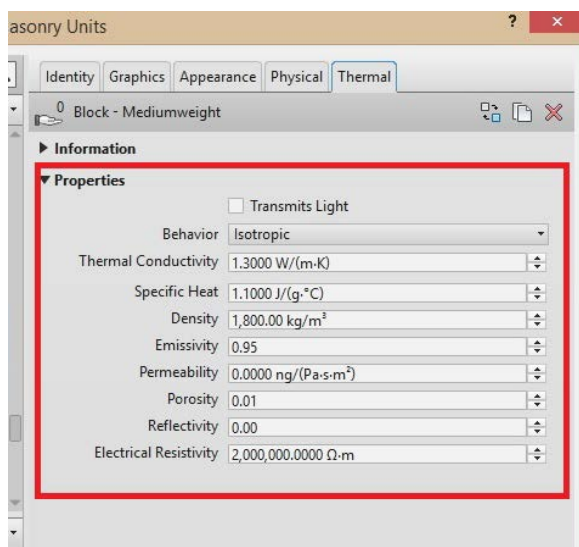 asonry Units ?
Identity Graphics Appearance Physical Thermal
0 Block - Mediumweight
Information
Properties
Transmits Light
Behavior Isotropic
Thermal Conductivity 1.3000 W/(m·K)
Specific Heat 1.1000 J/(g·°C)
Density 1,800.00 kg/m³
Emissivity 0.95
Permeability 0.0000 ng/(Pa·s·m²)
Porosity 0.01
Reflectivity 0.00
Electrical Resistivity 2,000,000.0000 Ω·m